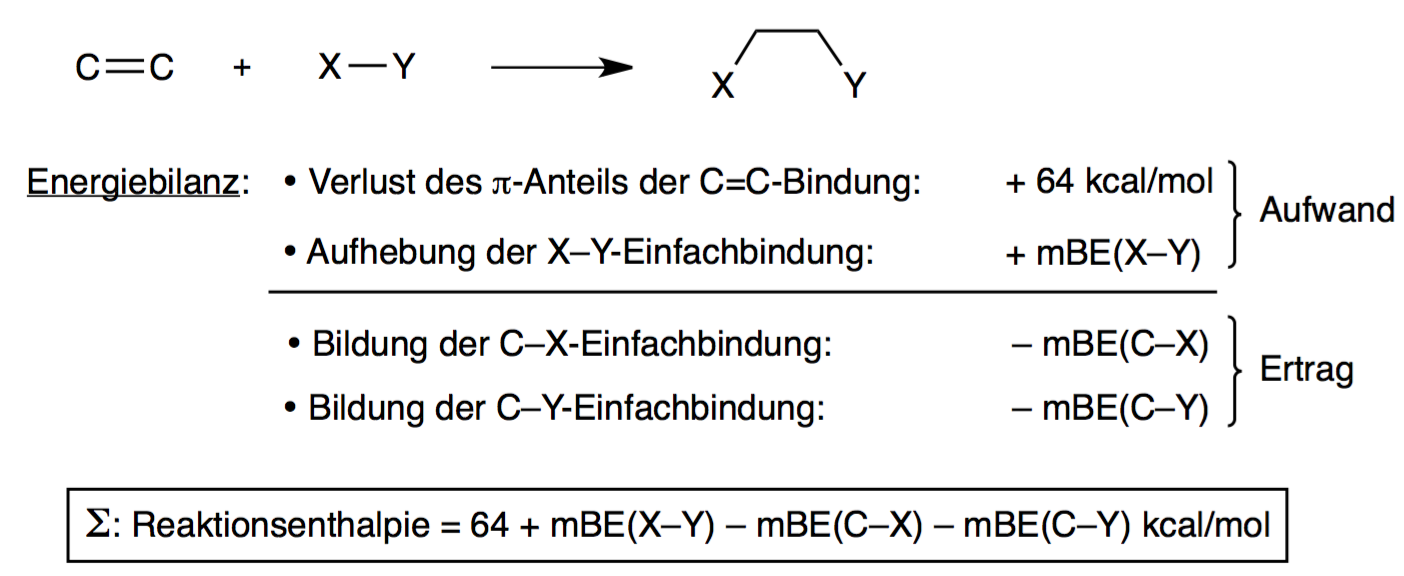 C=C + X—Y → X Y
Energiebilanz: • Verlust des π-Anteils der C=C-Bindung: + 64 kcal/mol
• Aufhebung der X–Y-Einfachbindung: + mBE(X–Y)
Aufwand
• Bildung der C–X-Einfachbindung: – mBE(C–X)
• Bildung der C–Y-Einfachbindung: – mBE(C–Y)
Ertrag
Σ: Reaktionsenthalpie = 64 + mBE(X–Y) – mBE(C–X) – mBE(C–Y) kcal/mol